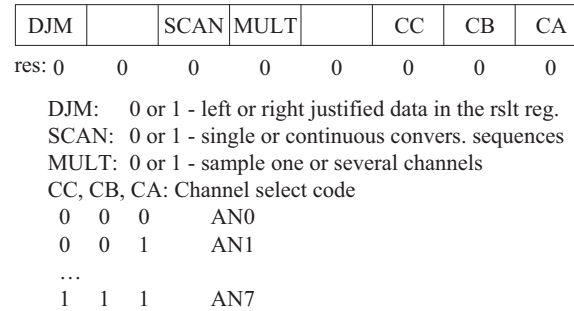 DJM SCAN MULT CC CB CA
res: 0 0 0 0 0 0 0 0
DJM: 0 or 1 - left or right justified data in the rslt reg.
SCAN: 0 or 1 - single or continuous convers. sequences
MULT: 0 or 1 - sample one or several channels
CC, CB, CA: Channel select code
0 0 0 AN0
0 0 1 AN1
…
1 1 1 AN7